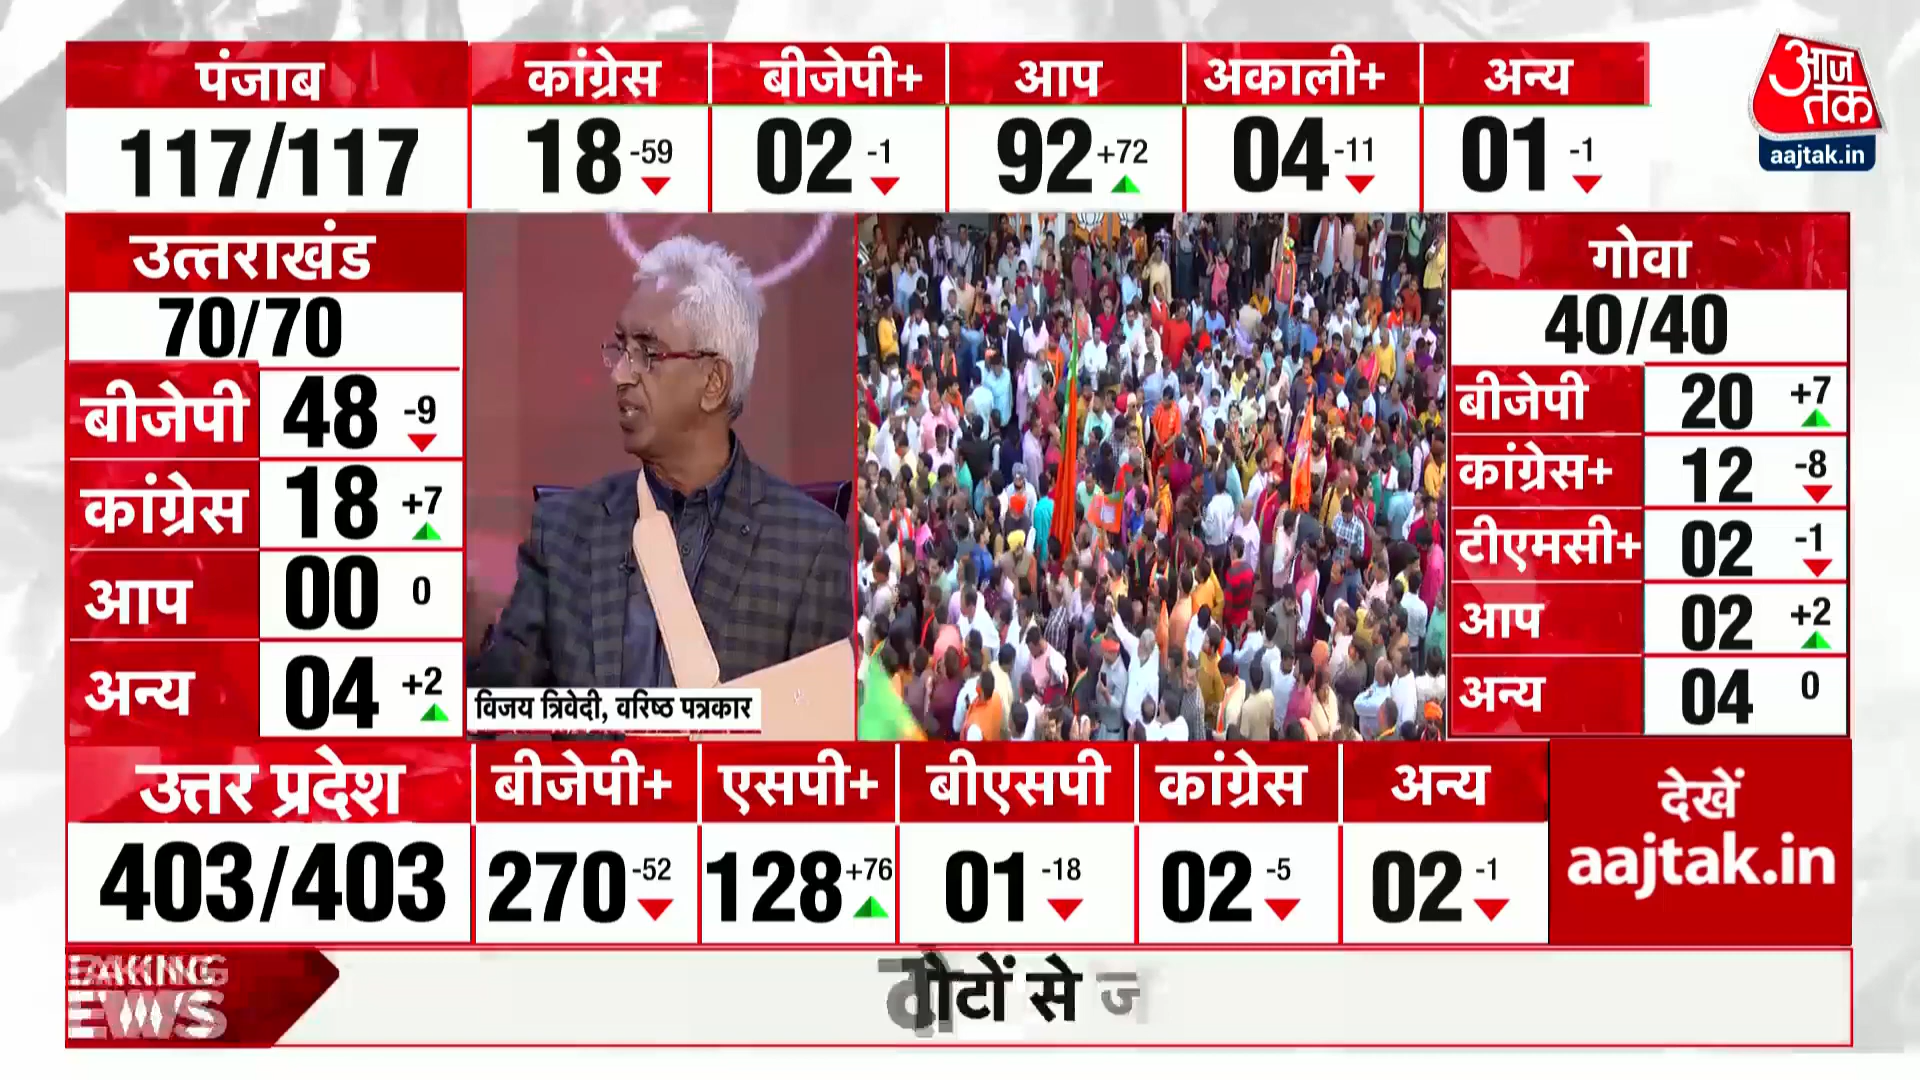 पंजाब
117/117
कांग्रेस
18 -59
बीजेपी+
02 -1
आप
92 +72
अकाली+
04 -11
अन्य
01 -1
आज
तक
aajtak.in
उत्तराखंड
70/70
बीजेपी 48 -9
कांग्रेस 18 +7
आप 00 0
अन्य 04 +2
विजय त्रिवेदी, वरिष्ठ पत्रकार
गोवा
40/40
बीजेपी 20 +7
कांग्रेस+ 12 -8
टीएमसी+ 02 -1
आप 02 +2
अन्य 04 0
उत्तर प्रदेश
403/403
बीजेपी+
270 -52
एसपी+
128 +76
बीएसपी
01 -18
कांग्रेस
02 -5
अन्य
02 -1
देखें
aajtak.in
से